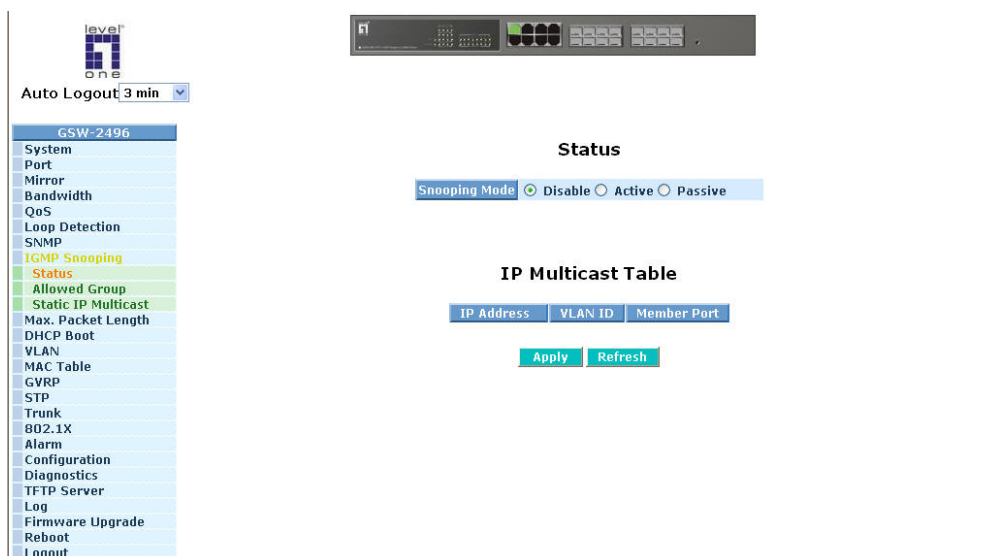 level
one
Auto Logout 3 min
GSW-2496
System
Port
Mirror
Bandwidth
QoS
Loop Detection
SNMP
IGMP Snooping
Status
Allowed Group
Static IP Multicast
Max. Packet Length
DHCP Boot
VLAN
MAC Table
GVRP
STP
Trunk
802.1X
Alarm
Configuration
Diagnostics
TFTP Server
Log
Firmware Upgrade
Reboot
Logout
Status
Snooping Mode Disable Active Passive
IP Multicast Table
IP Address VLAN ID Member Port
Apply Refresh